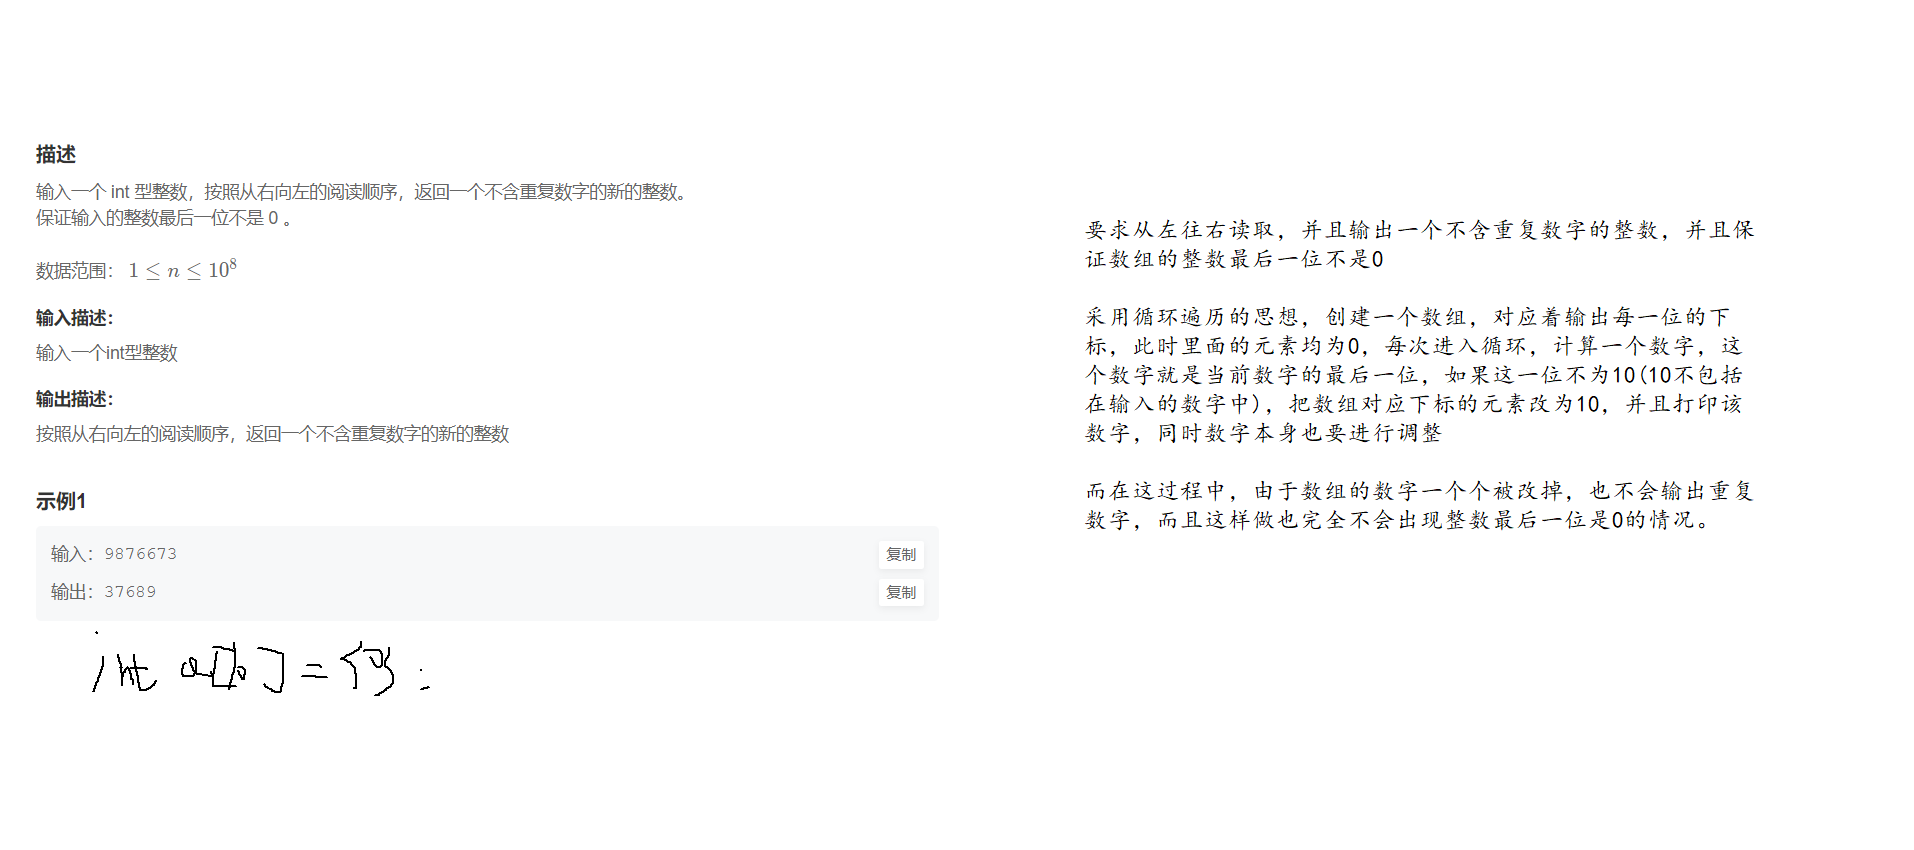 描述
输入一个 int 型整数，按照从右向左的阅读顺序，返回一个不含重复数字的新的整数。
保证输入的整数最后一位不是 0 。
数据范围： 1 ≤ n ≤ 10⁸
输入描述：
输入一个int型整数
输出描述：
按照从右向左的阅读顺序，返回一个不含重复数字的新的整数
示例1
输入：9876673
复制
输出：37689
复制
int a[10]={0};
要求从左往右读取，并且输出一个不含重复数字的整数，并且保
证数组的整数最后一位不是0
采用循环遍历的思想，创建一个数组，对应着输出每一位的下
标，此时里面的元素均为0，每次进入循环，计算一个数字，这
个数字就是当前数字的最后一位，如果这一位不为10(10不包括
在输入的数字中)，把数组对应下标的元素改为10，并且打印该
数字，同时数字本身也要进行调整
而在这过程中，由于数组的数字一个个被改掉，也不会输出重复
数字，而且这样做也完全不会出现整数最后一位是0的情况。